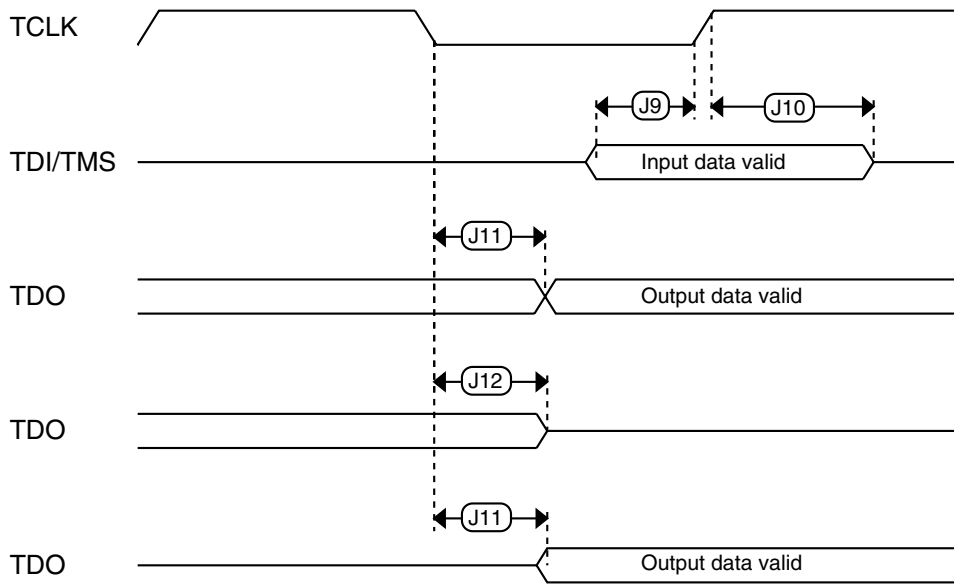 TCLK
J9
J10
TDI/TMS
Input data valid
J11
TDO
Output data valid
J12
TDO
J11
TDO
Output data valid